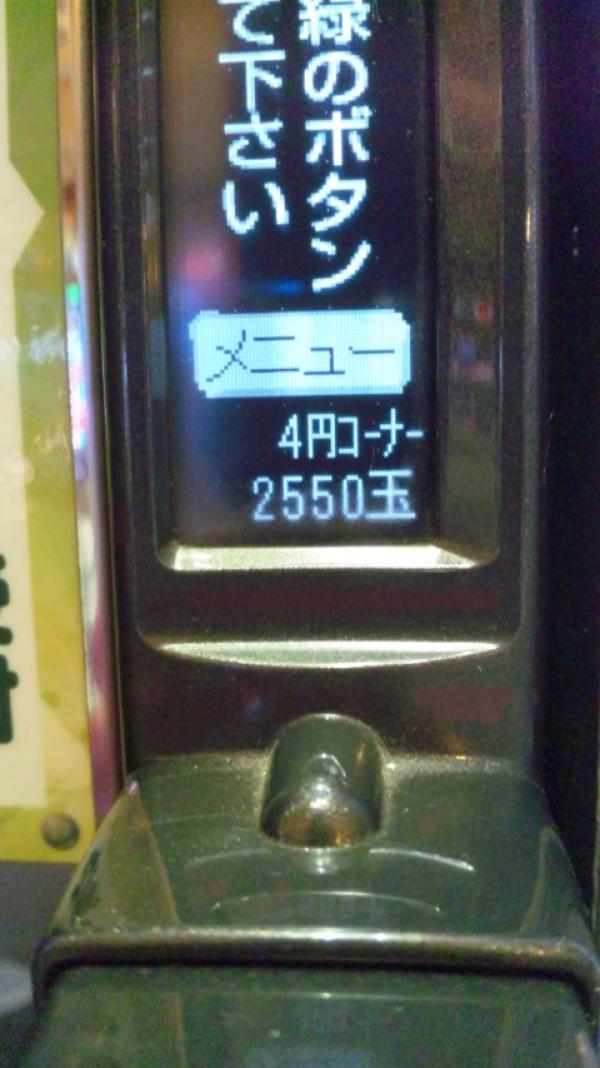 緑のボタン
て下さい
メニュー
4円コーナー
2550玉